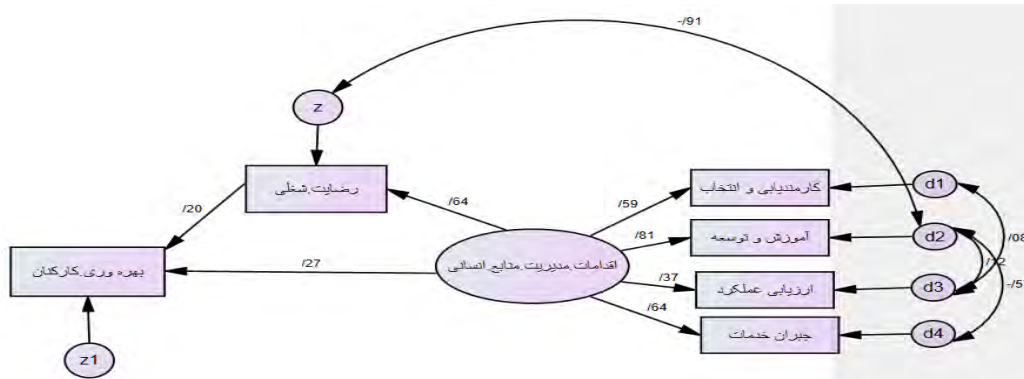 -/91
z
رضایت.شغلی
کارمندیابی و انتخاب
d1
/64
/59
/20
/81
آموزش و توسعه
d2
/08
بهره وری.کارکنان
/27
اقدامات.مدیریت.منابع.انسانی
/37
ارزیابی عملکرد
d3
/64
جبران خدمات
d4
z1